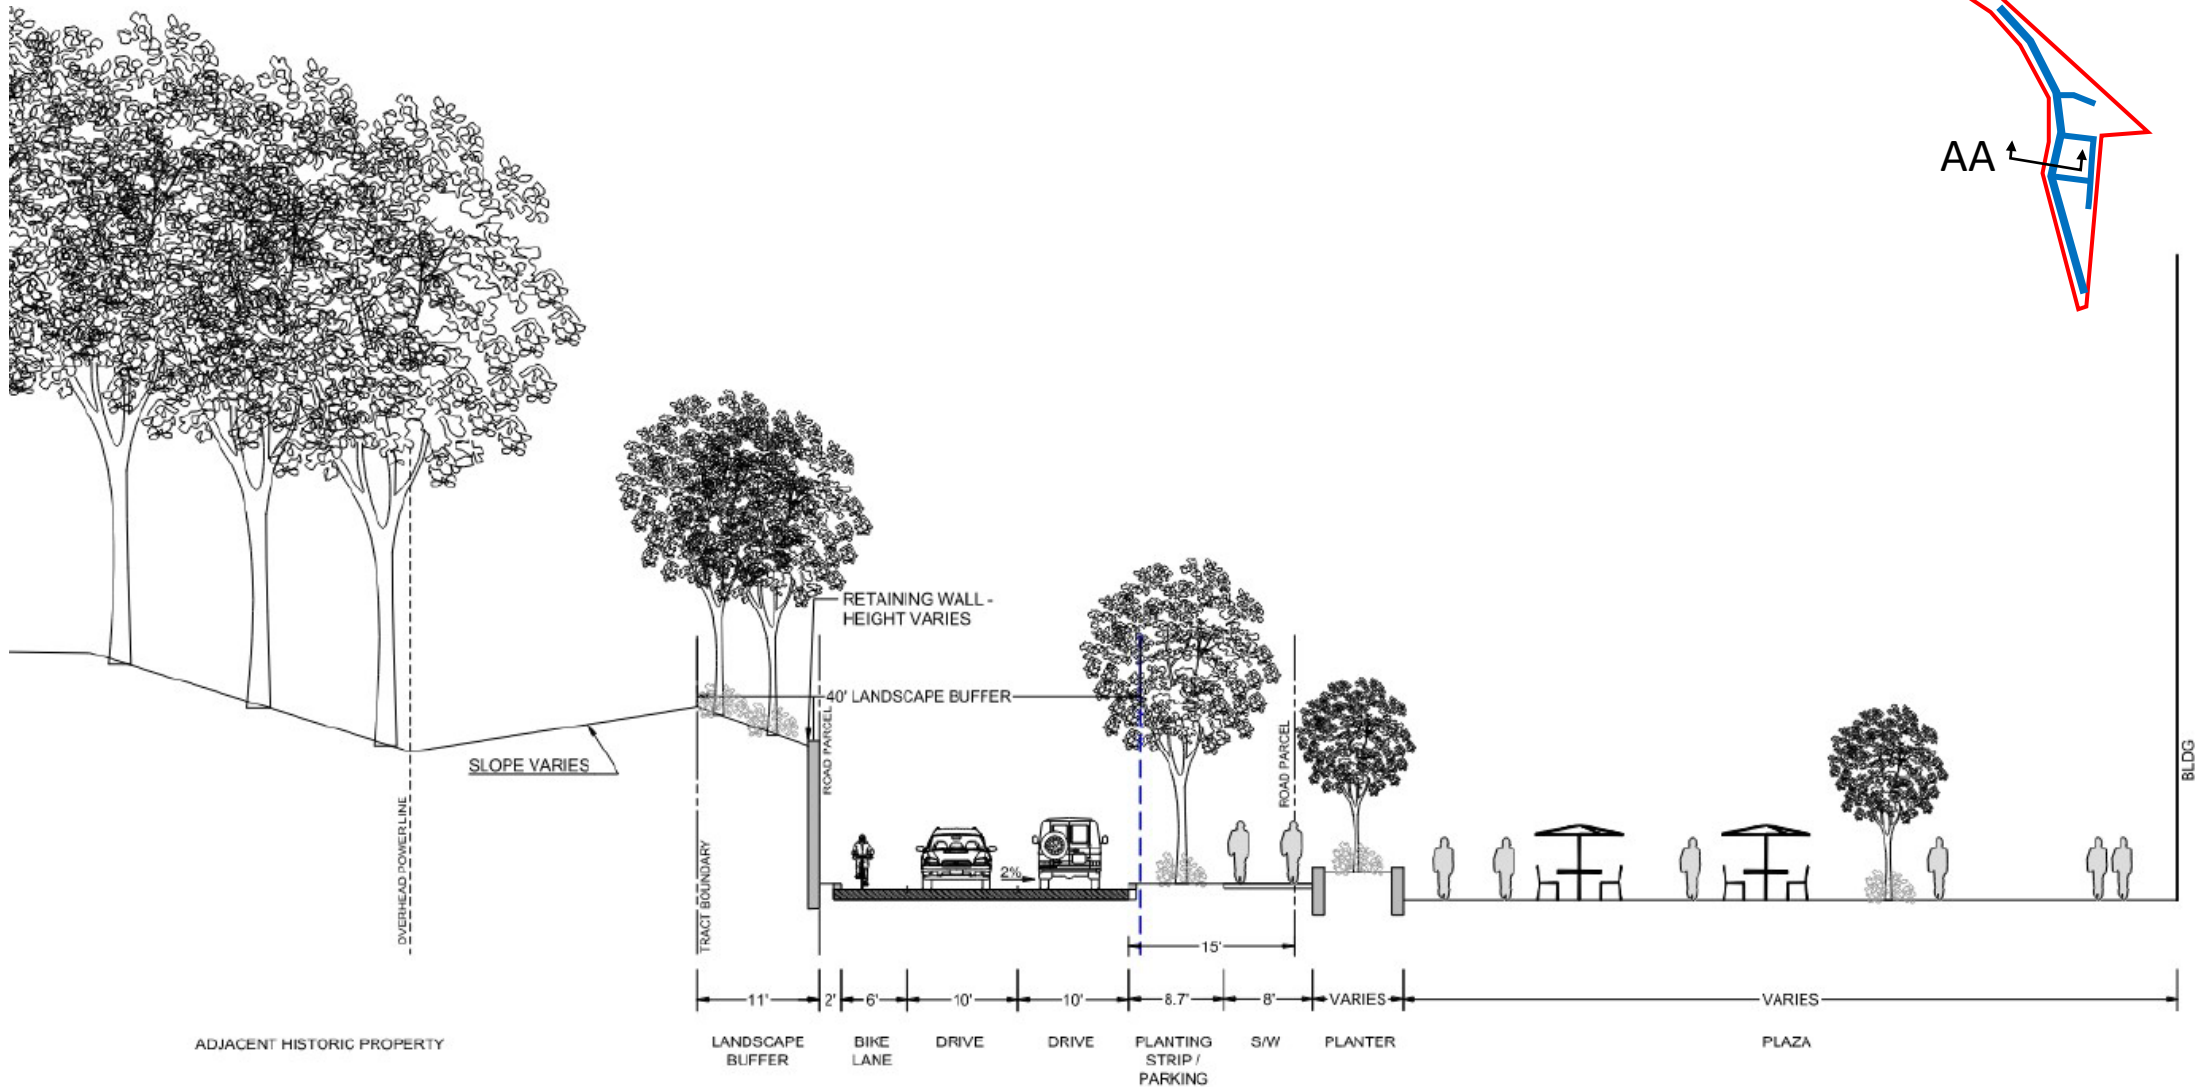 AA
RETAINING WALL -
HEIGHT VARIES
40' LANDSCAPE BUFFER
ROAD PARCEL
ROAD PARCEL
SLOPE VARIES
OVERHEAD POWERLINE
TRACT BOUNDARY
BLDG
2%
15'
11'
2'
6'
10'
10'
8.7'
8'
VARIES
VARIES
ADJACENT HISTORIC PROPERTY
LANDSCAPE
BUFFER
BIKE
LANE
DRIVE
DRIVE
PLANTING
STRIP /
PARKING
S/W
PLANTER
PLAZA